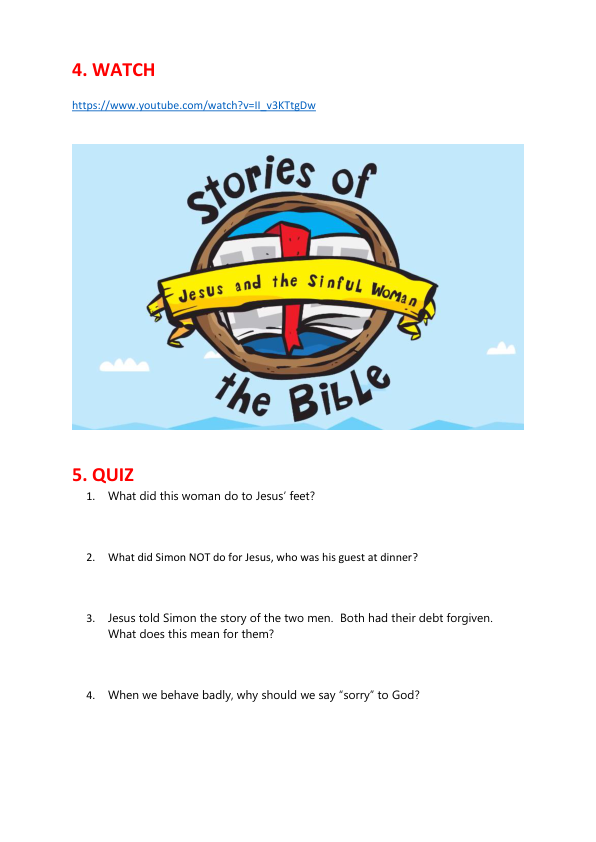 4. WATCH
https://www.youtube.com/watch?v=II_v3KTtgDw
Stories of
Jesus and the Sinful Woman
the Bible
5. QUIZ
1. What did this woman do to Jesus’ feet?
2. What did Simon NOT do for Jesus, who was his guest at dinner?
3. Jesus told Simon the story of the two men.  Both had their debt forgiven.
What does this mean for them?
4. When we behave badly, why should we say “sorry” to God?